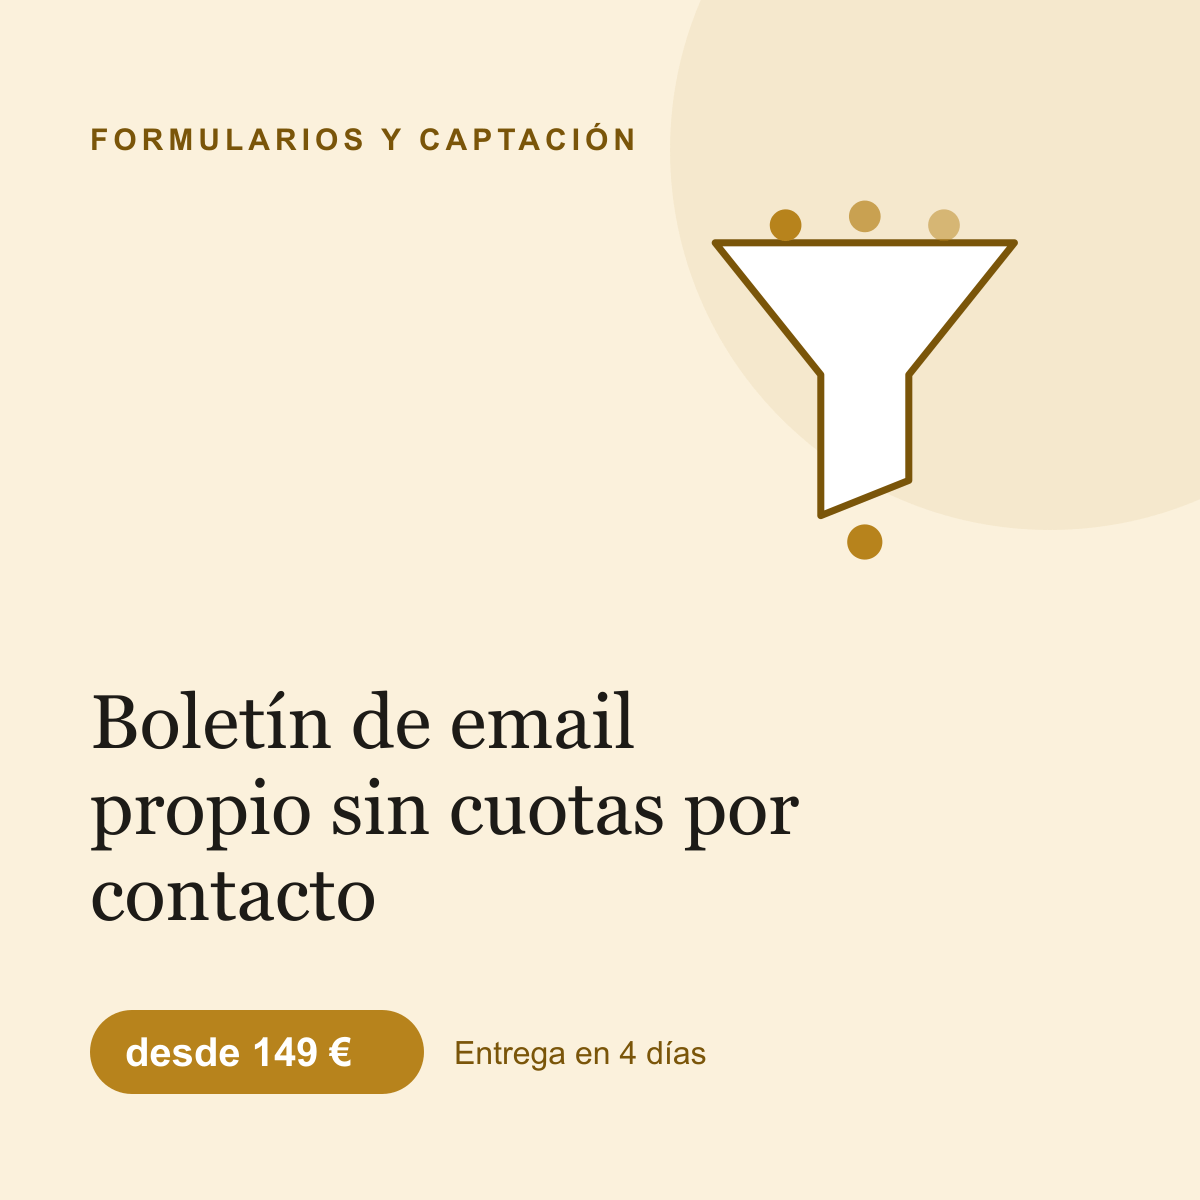 FORMULARIOS Y CAPTACIÓN
Boletín de email
propio sin cuotas por
contacto
desde 149 €
Entrega en 4 días